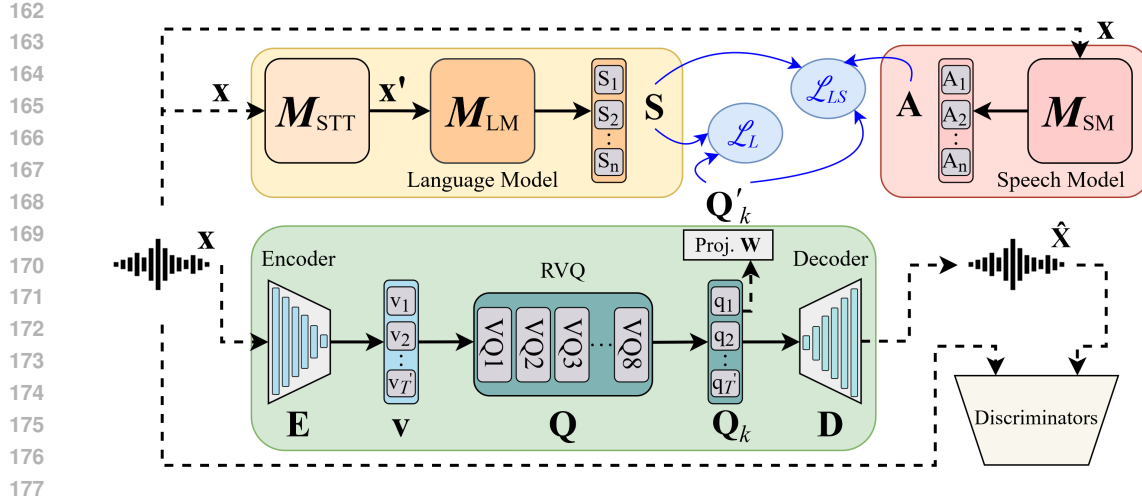 162
163
164
165
166
167
168
169
170
171
172
173
174
175
176
177
x
x
M_STT
x'
M_LM
S_1
S_2
⋮
S_n
S
Language Model
ℒ_LS
ℒ_L
Q'_k
A
A_1
A_2
⋮
A_n
M_SM
Speech Model
x
Encoder
E
v_1
v_2
⋮
v_T'
v
RVQ
VQ1 VQ2 VQ3 ... VQ8
Q
Proj. W
q_1
q_2
⋮
q_T'
Q_k
Decoder
D
x̂
Discriminators